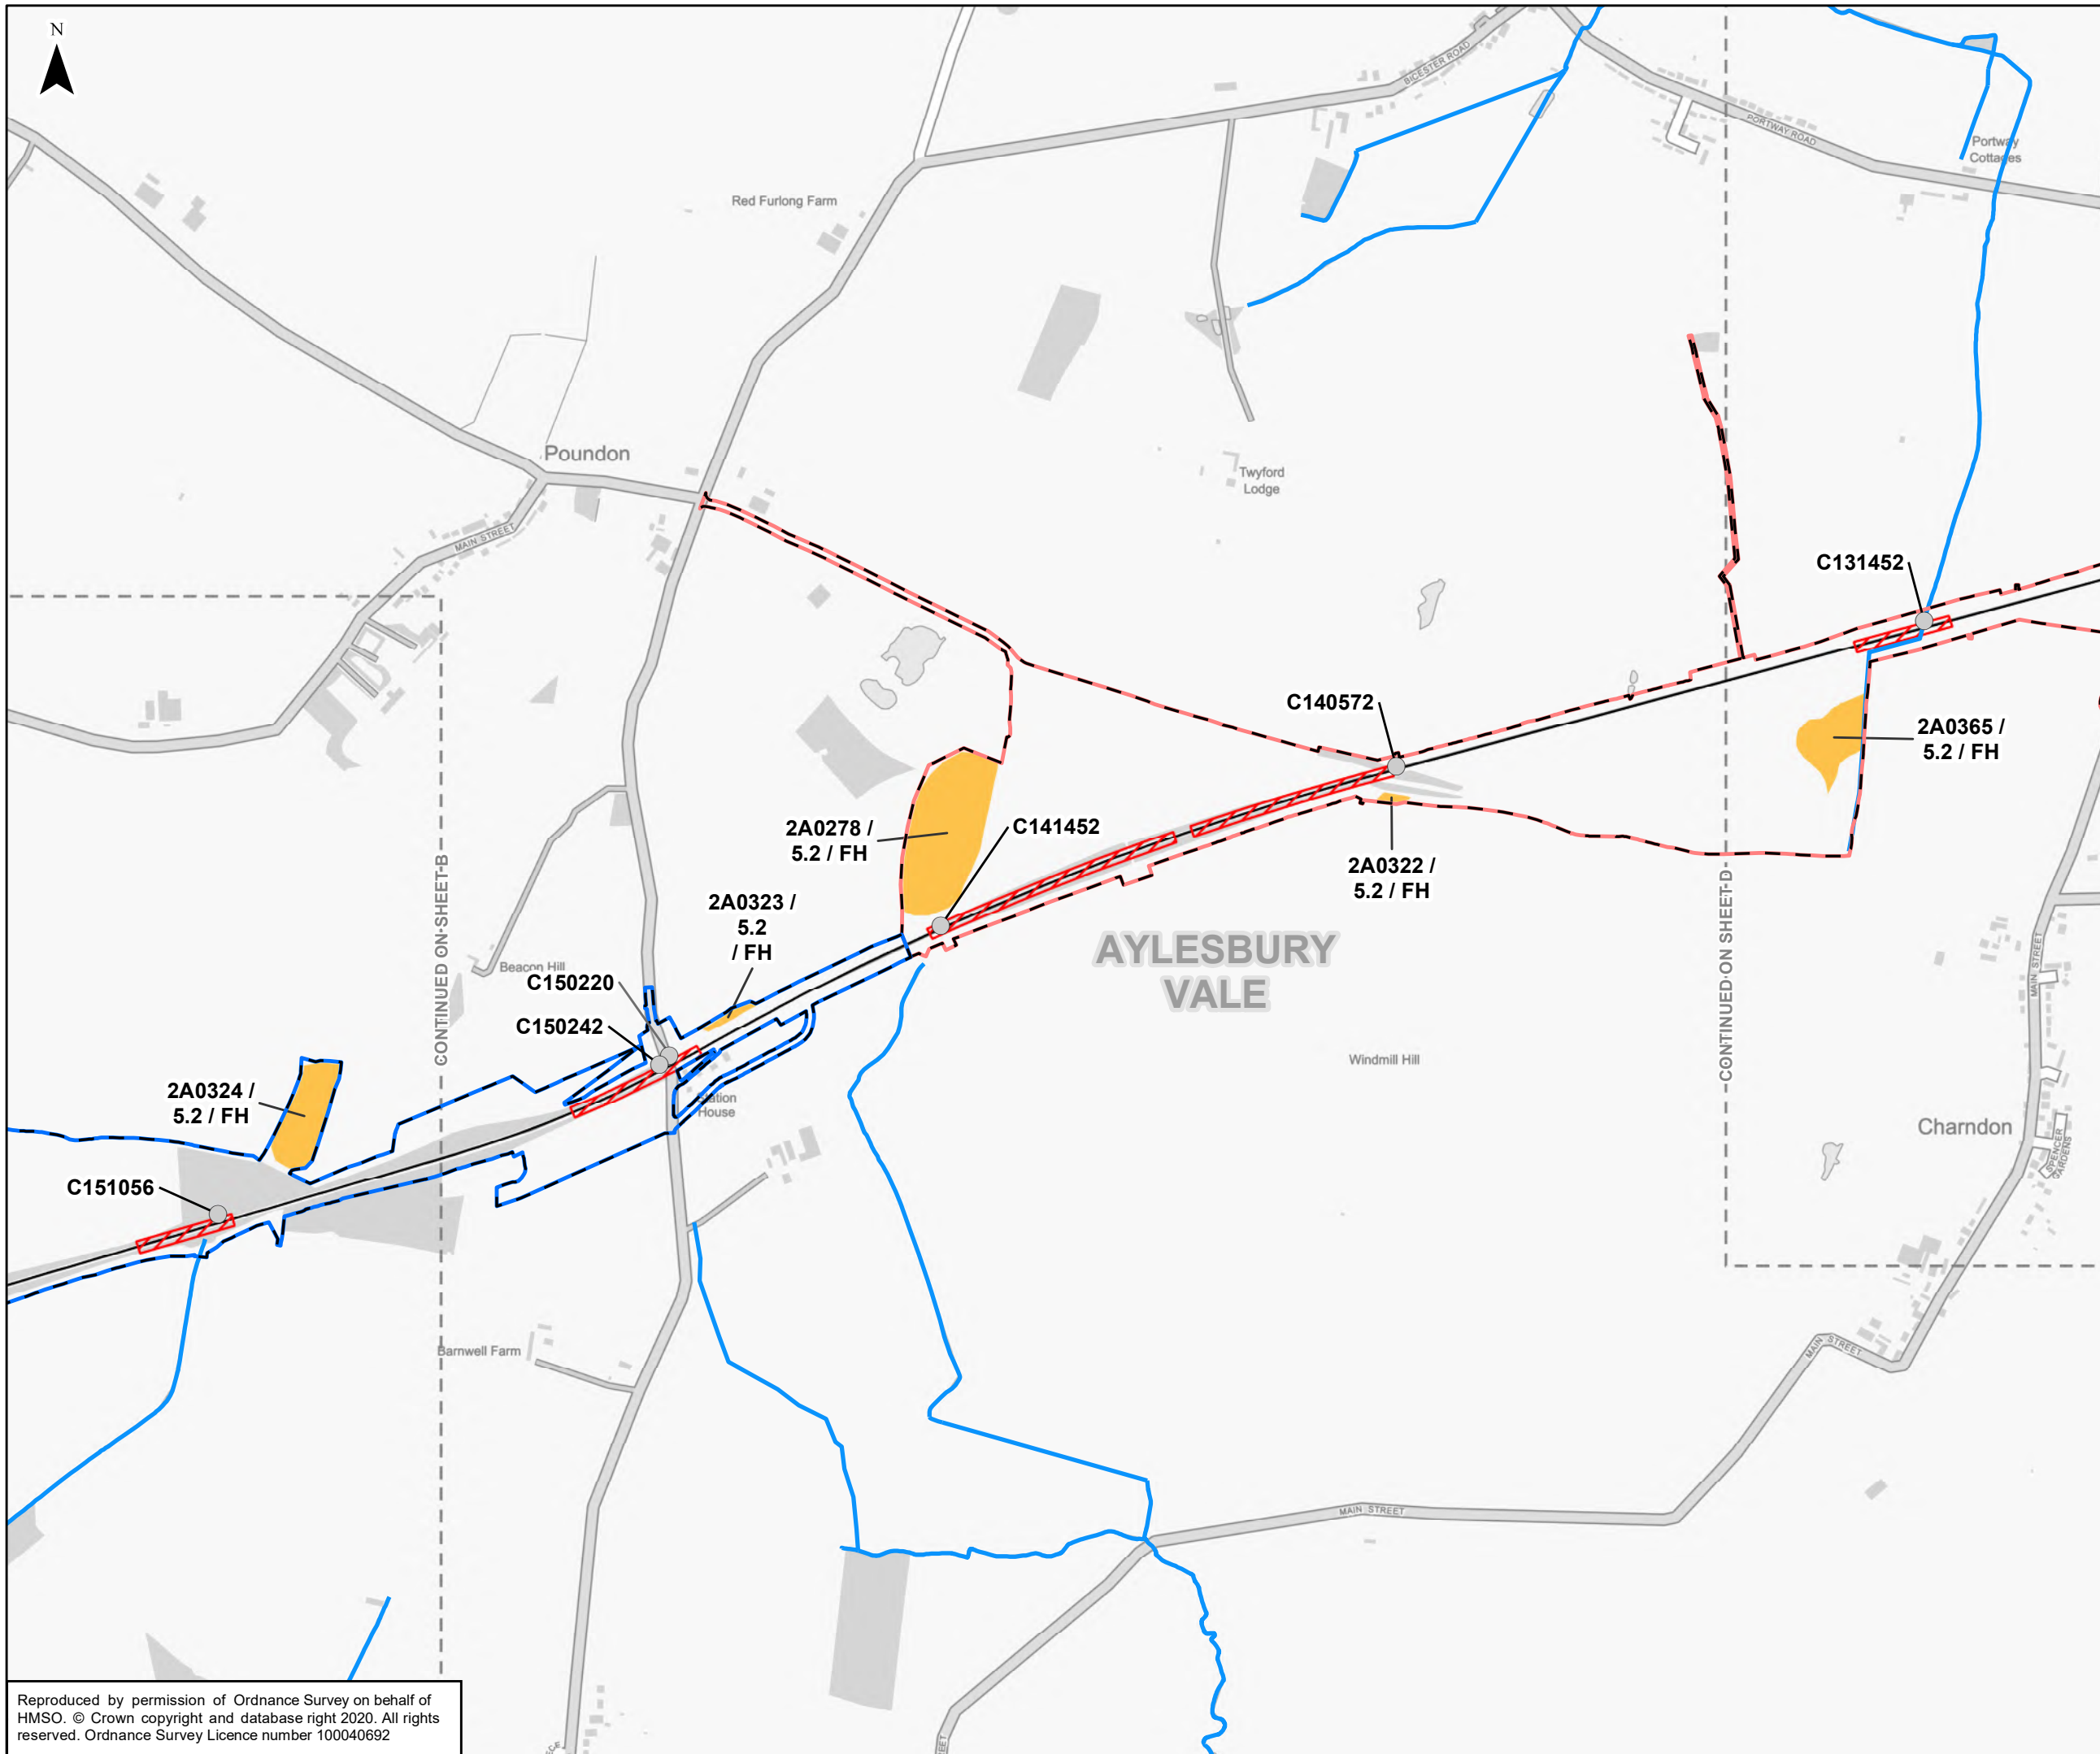 N
BICESTER ROAD
PORTWAY ROAD
Portway
Cottages
Red Furlong Farm
Poundon
MAIN STREET
Twyford
Lodge
C131452
C140572
2A0365 /
5.2 / FH
2A0278 /
5.2 / FH
C141452
2A0322 /
5.2 / FH
2A0323 /
5.2
/ FH
CONTINUED ON SHEET B
CONTINUED ON SHEET D
AYLESBURY
VALE
Beacon Hill
C150220
C150242
MAIN STREET
Windmill Hill
2A0324 /
5.2 / FH
Station
House
Charndon
SPENCER
GARDENS
C151056
Barnwell Farm
MAIN STREET
MAIN STREET
Reproduced by permission of Ordnance Survey on behalf of
HMSO. © Crown copyright and database right 2020. All rights
reserved. Ordnance Survey Licence number 100040692